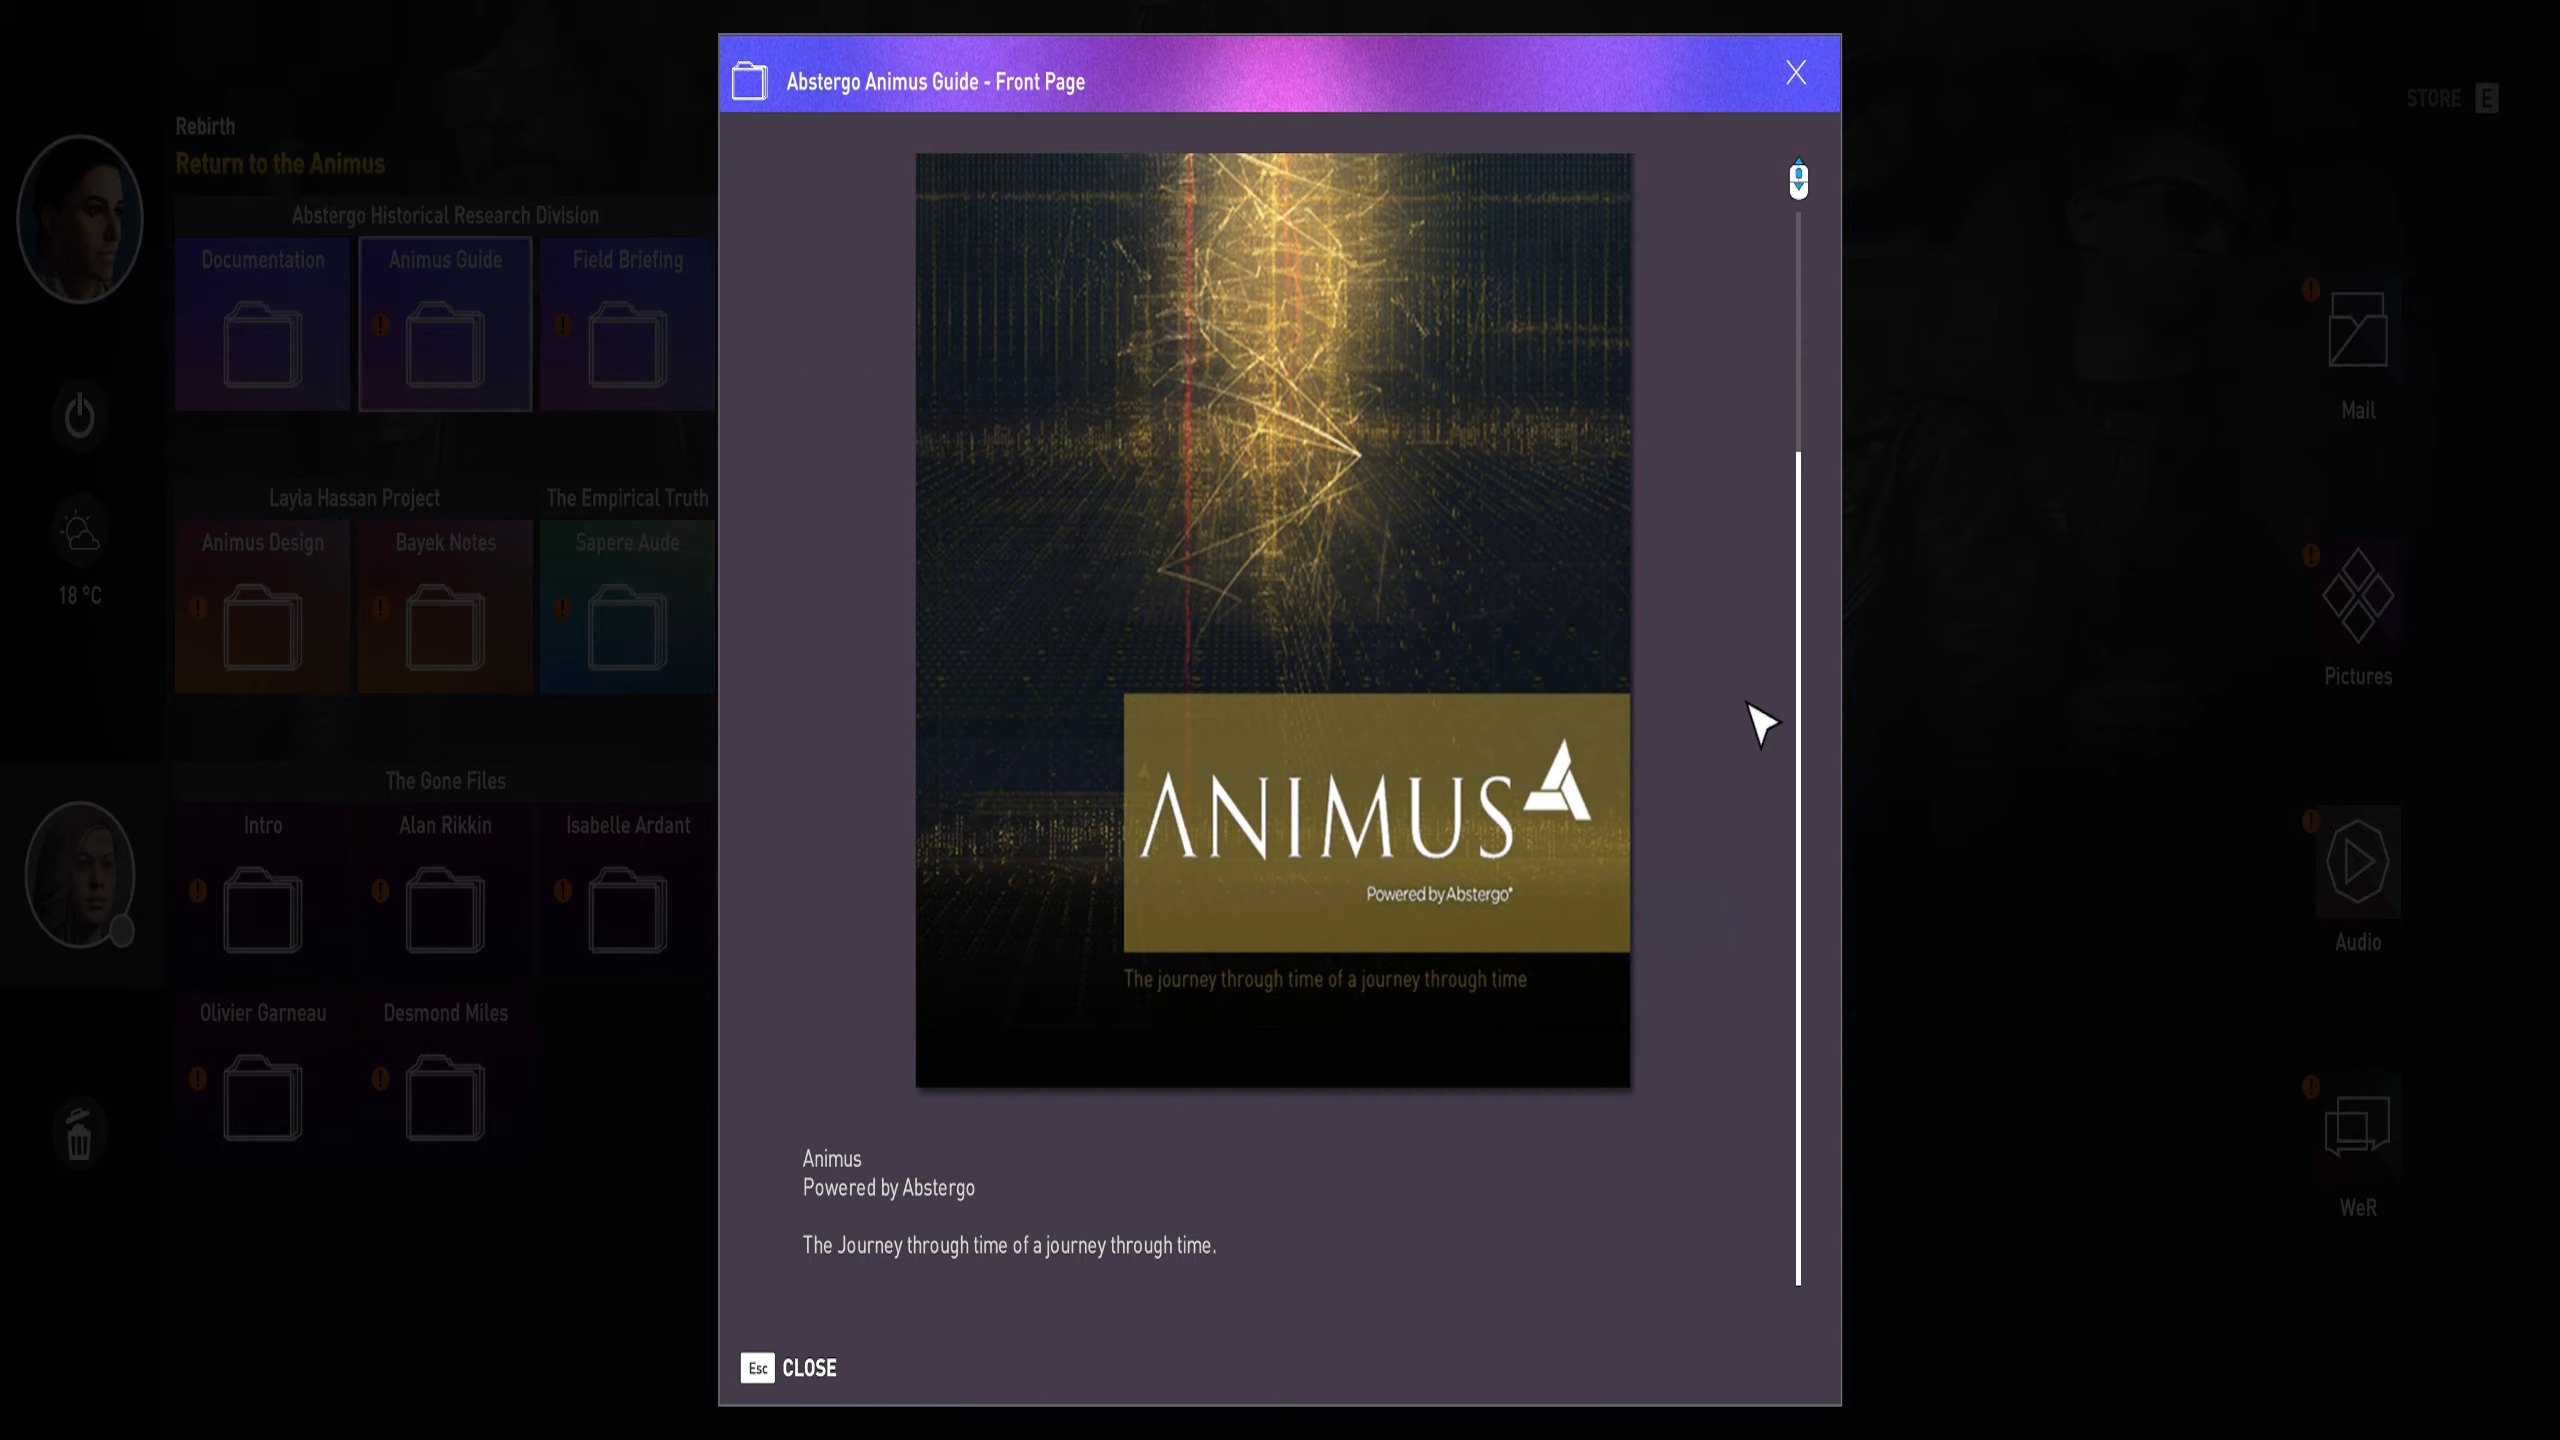 Abstergo Animus Guide - Front Page
STORE E
Rebirth
Return to the Animus
Abstergo Historical Research Division
Documentation
Animus Guide
Field Briefing
Layla Hassan Project
The Empirical Truth
Animus Design
Bayek Notes
Sapere Aude
18 °C
The Gone Files
Intro
Alan Rikkin
Isabelle Ardant
Olivier Garneau
Desmond Miles
ANIMUS
Powered by Abstergo
The journey through time of a journey through time
Animus
Powered by Abstergo
The Journey through time of a journey through time.
Esc CLOSE
Mail
Pictures
Audio
WeR